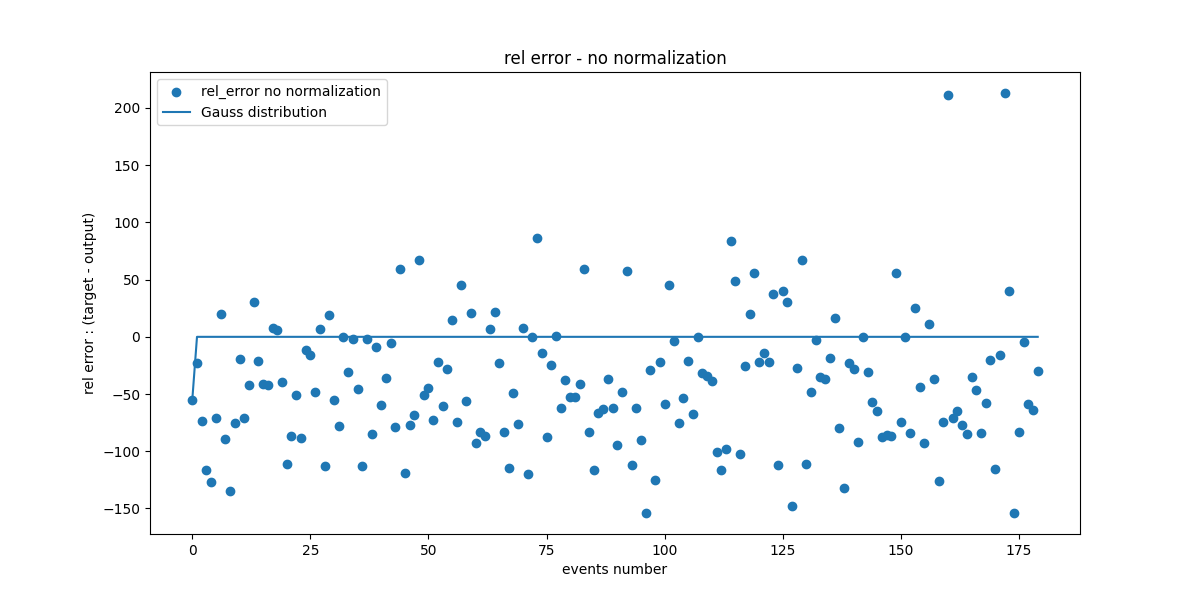 rel error - no normalization
rel_error no normalization
Gauss distribution
200
150
100
50
0
−50
−100
−150
rel error : (target - output)
0 25 50 75 100 125 150 175
events number